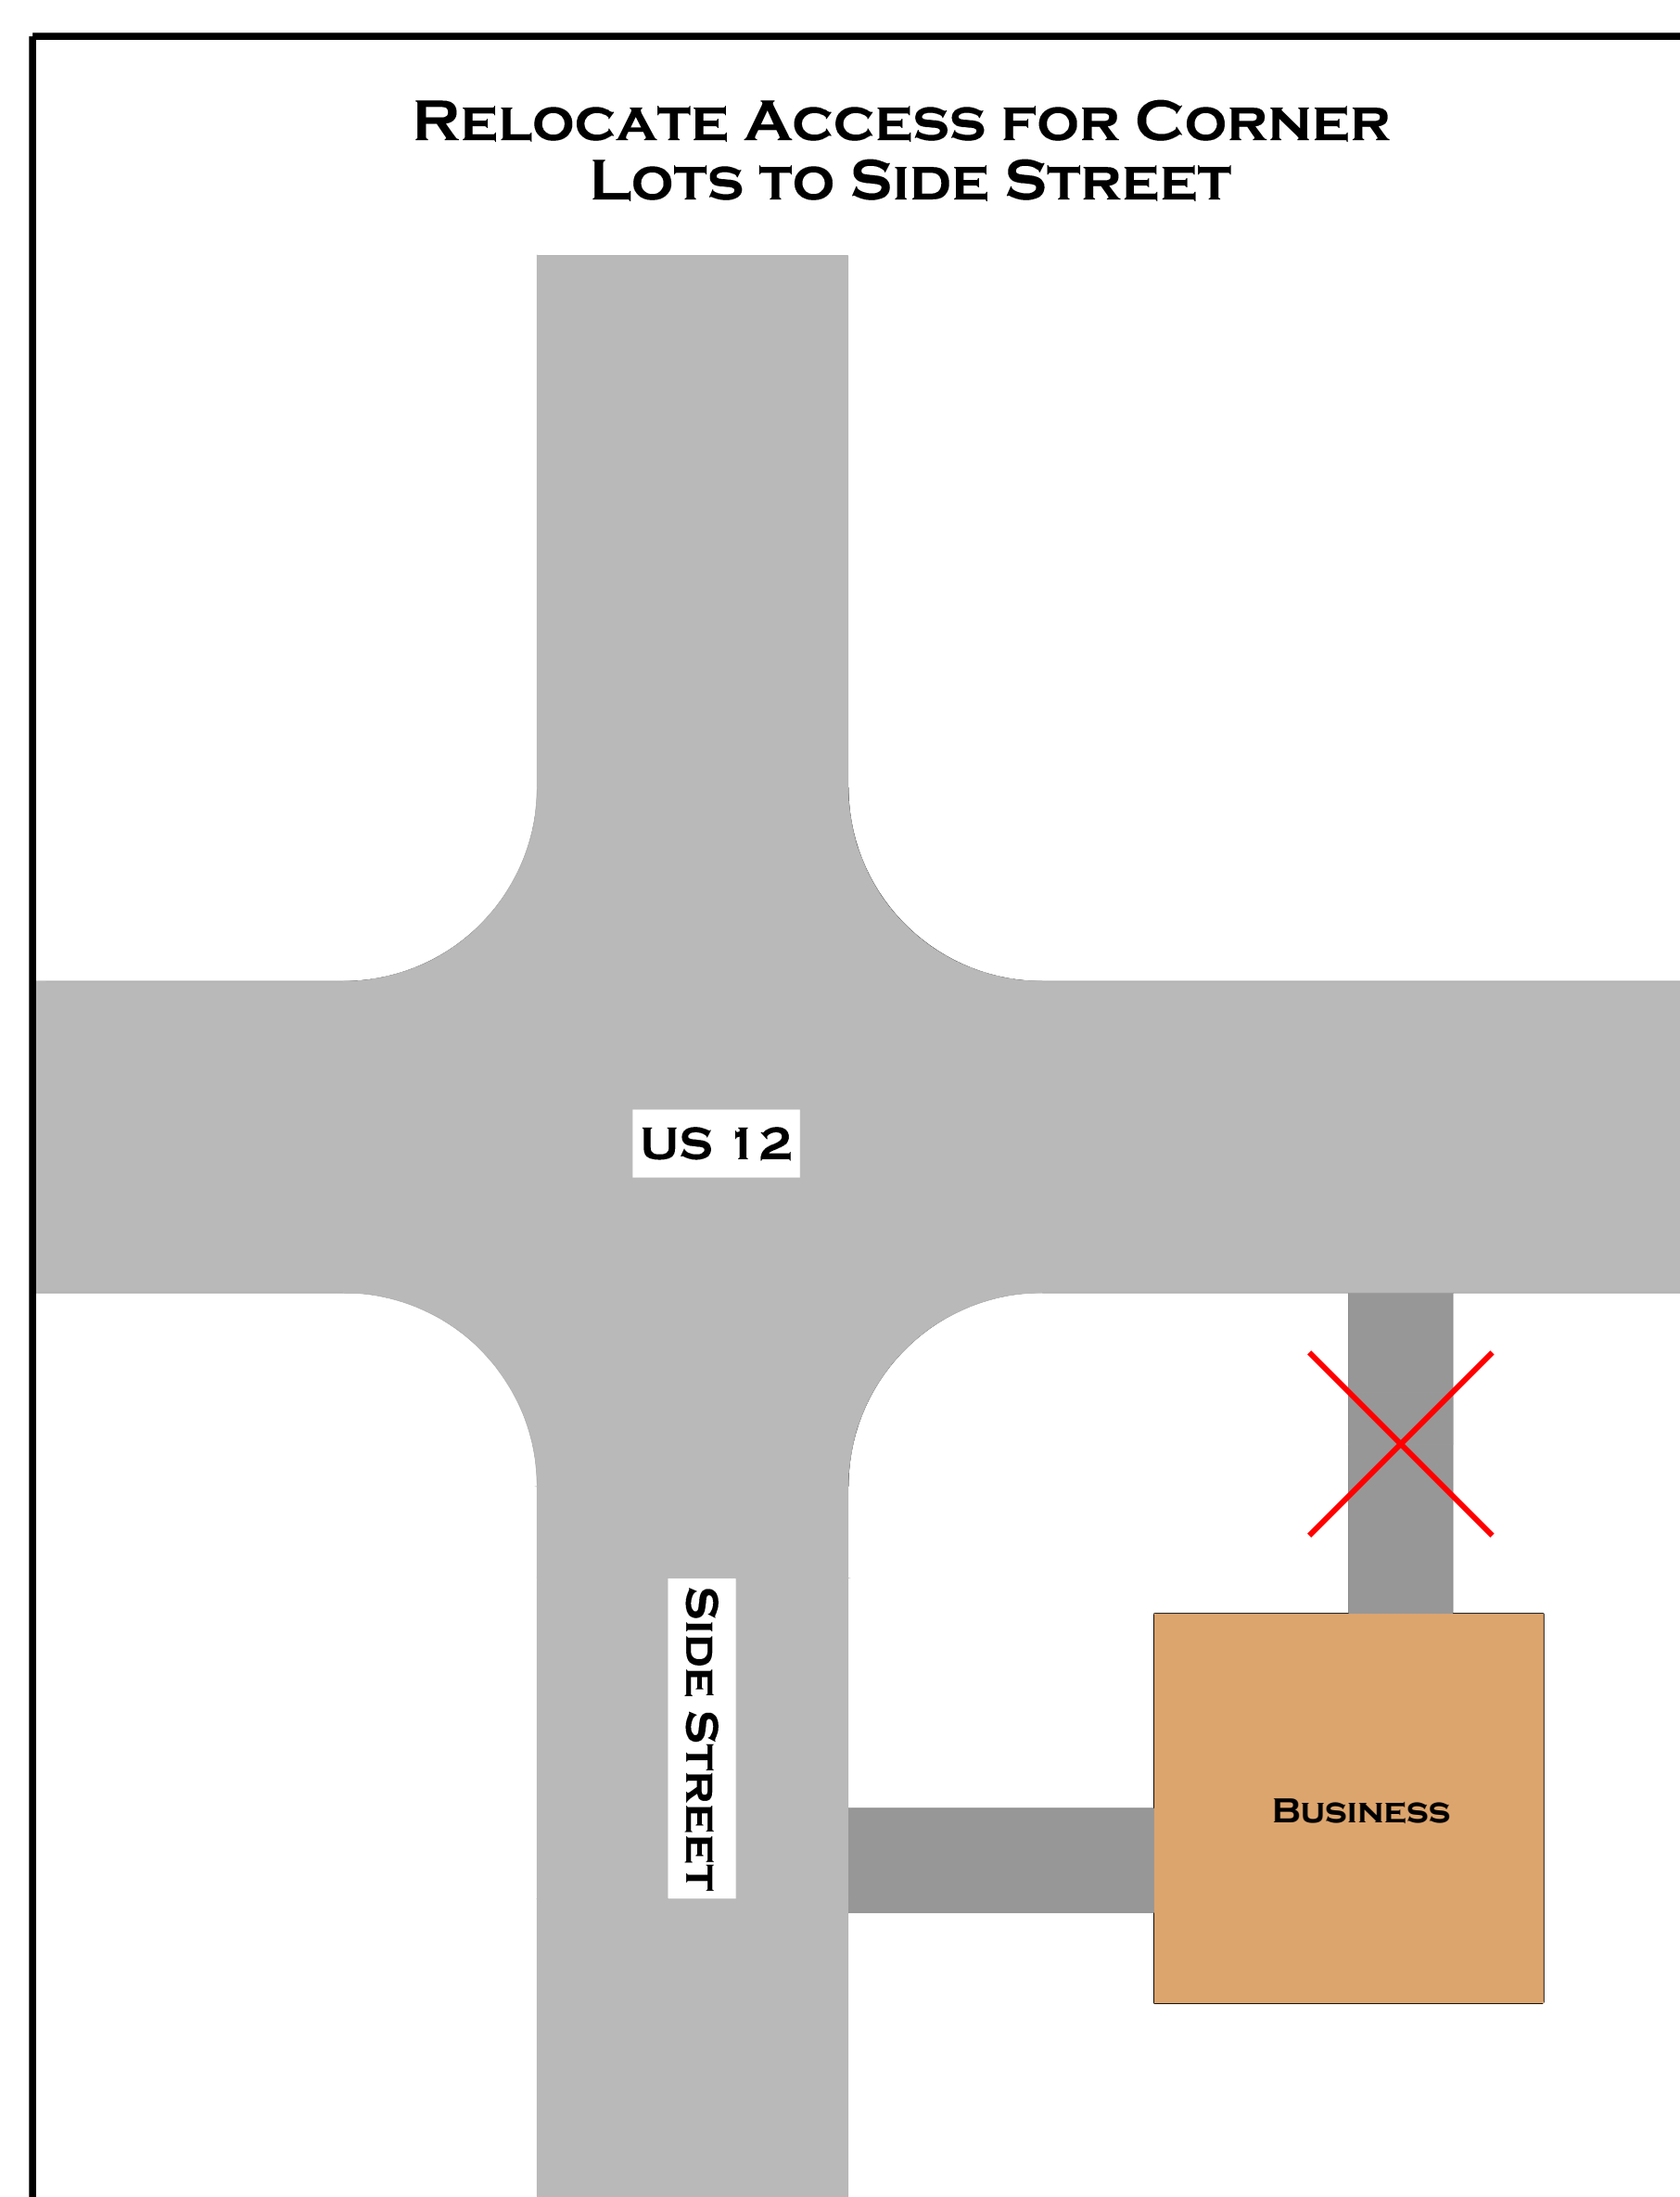 Relocate Access for Corner
Lots to Side Street
US 12
Side Street
Business